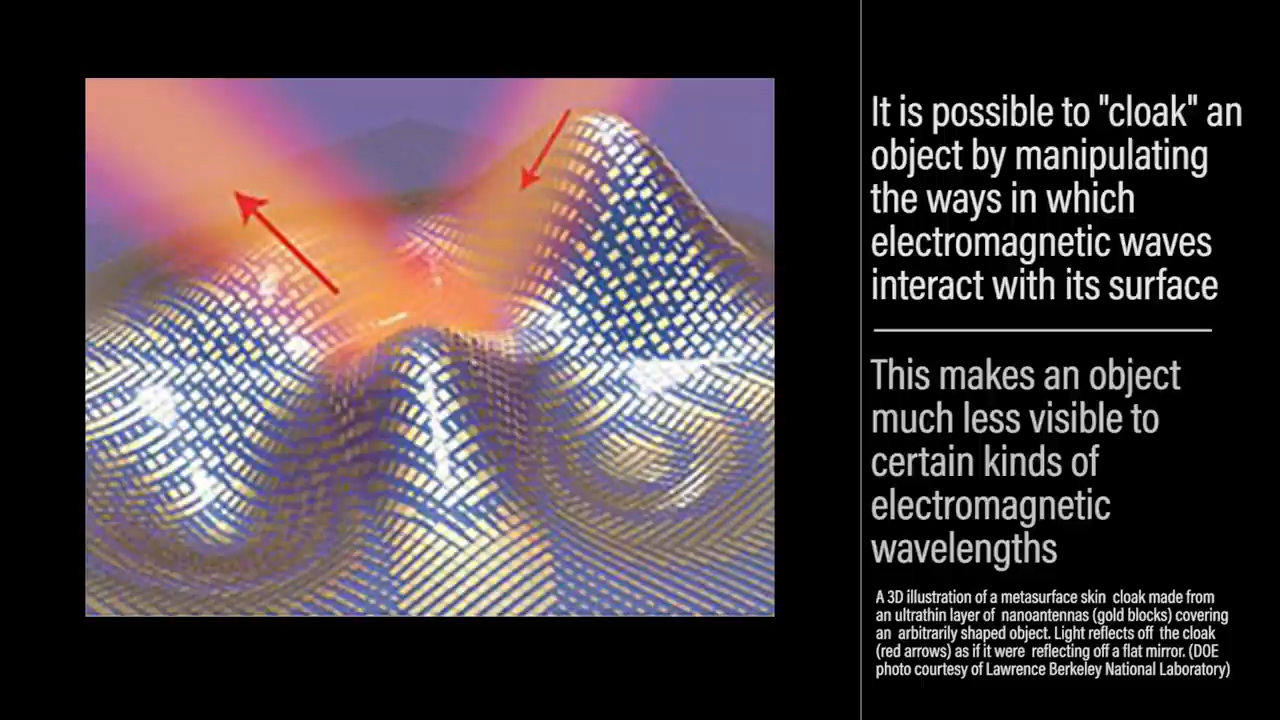 It is possible to "cloak" an
object by manipulating
the ways in which
electromagnetic waves
interact with its surface
This makes an object
much less visible to
certain kinds of
electromagnetic
wavelengths
A 3D illustration of a metasurface skin cloak made from
an ultrathin layer of nanoantennas (gold blocks) covering
an arbitrarily shaped object. Light reflects off the cloak
(red arrows) as if it were reflecting off a flat mirror. (DOE
photo courtesy of Lawrence Berkeley National Laboratory)